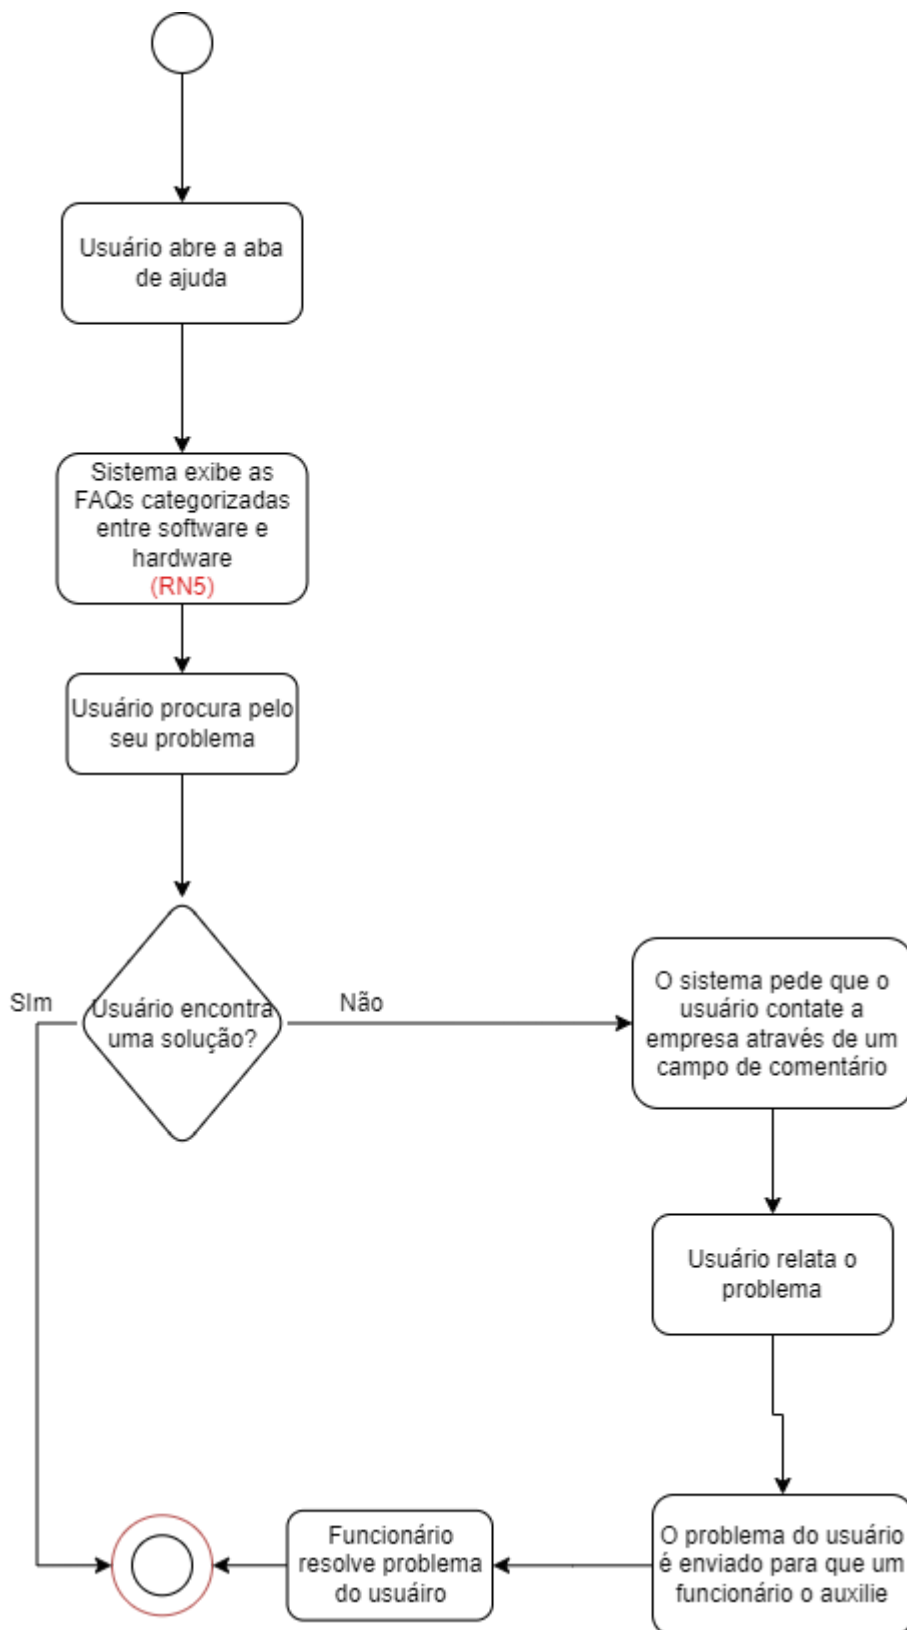 Usuário abre a aba
de ajuda
Sistema exibe as
FAQs categorizadas
entre software e
hardware
(RN5)
Usuário procura pelo
seu problema
Usuário encontra
uma solução?
SIm
Não
O sistema pede que o
usuário contate a
empresa através de um
campo de comentário
Usuário relata o
problema
O problema do usuário
é enviado para que um
funcionário o auxilie
Funcionário
resolve problema
do usuáiro